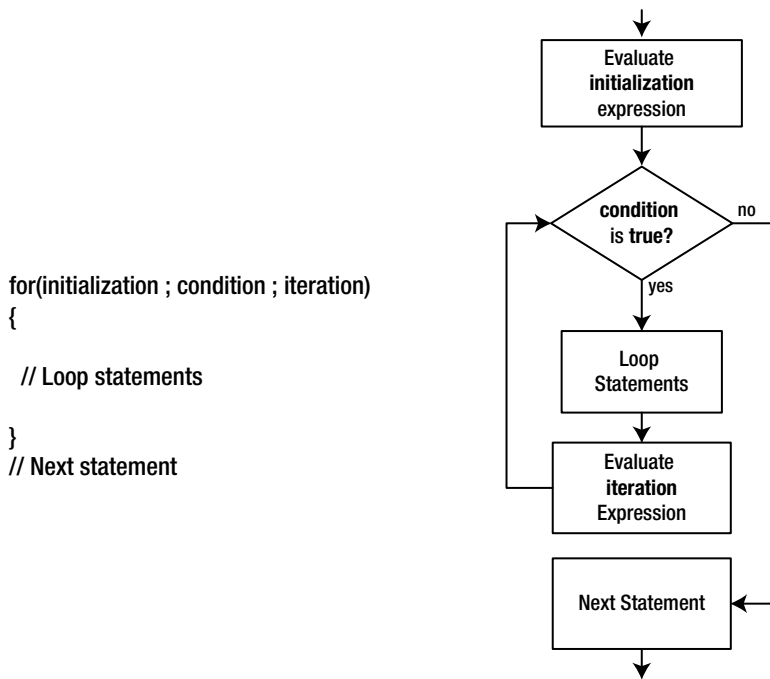 for(initialization ; condition ; iteration)
{
// Loop statements
}
// Next statement
Evaluate
initialization
expression
condition
is true?
no
yes
Loop
Statements
Evaluate
iteration
Expression
Next Statement